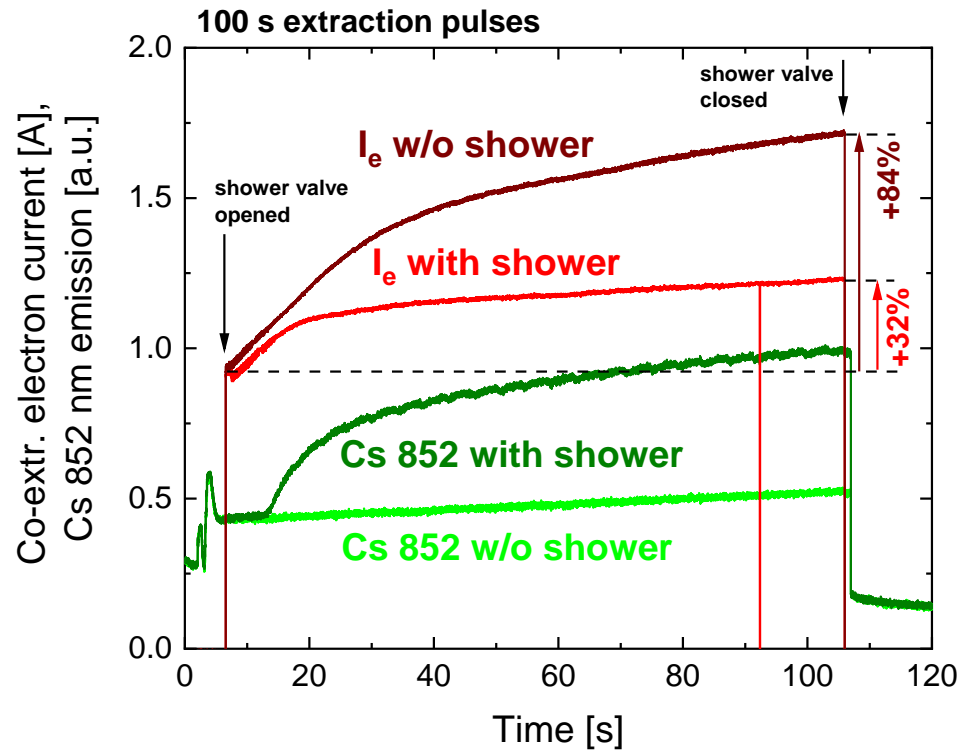 100 s extraction pulses
Co-extr. electron current [A],
Cs 852 nm emission [a.u.]
2.0
1.5
1.0
0.5
0.0
shower valve
opened
shower valve
closed
I_e w/o shower
I_e with shower
Cs 852 with shower
Cs 852 w/o shower
+84%
+32%
0 20 40 60 80 100 120
Time [s]